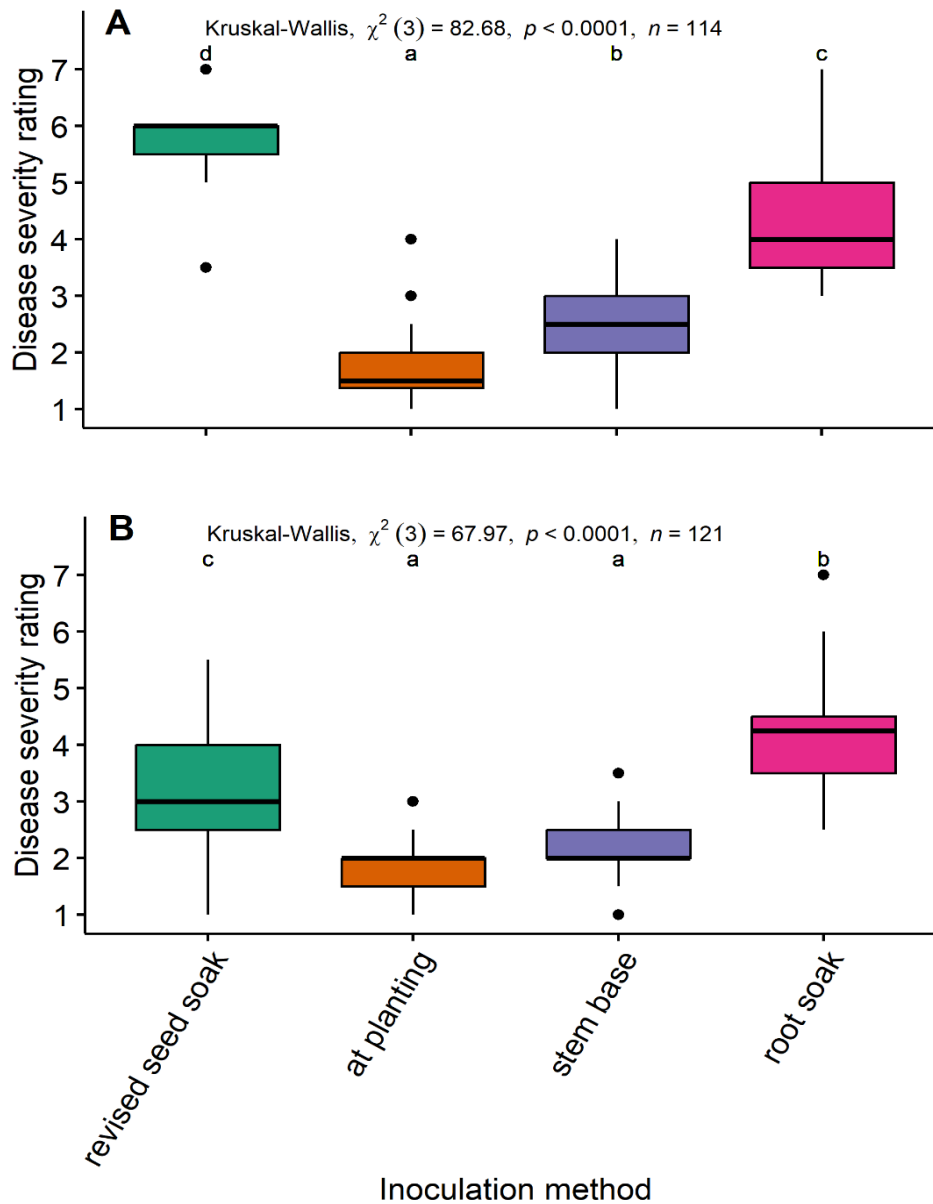 A
Kruskal-Wallis, χ² (3) = 82.68, p < 0.0001, n = 114
d a b c
Disease severity rating
7
6
5
4
3
2
1
B
Kruskal-Wallis, χ² (3) = 67.97, p < 0.0001, n = 121
c a a b
Disease severity rating
7
6
5
4
3
2
1
revised seed soak
at planting
stem base
root soak
Inoculation method